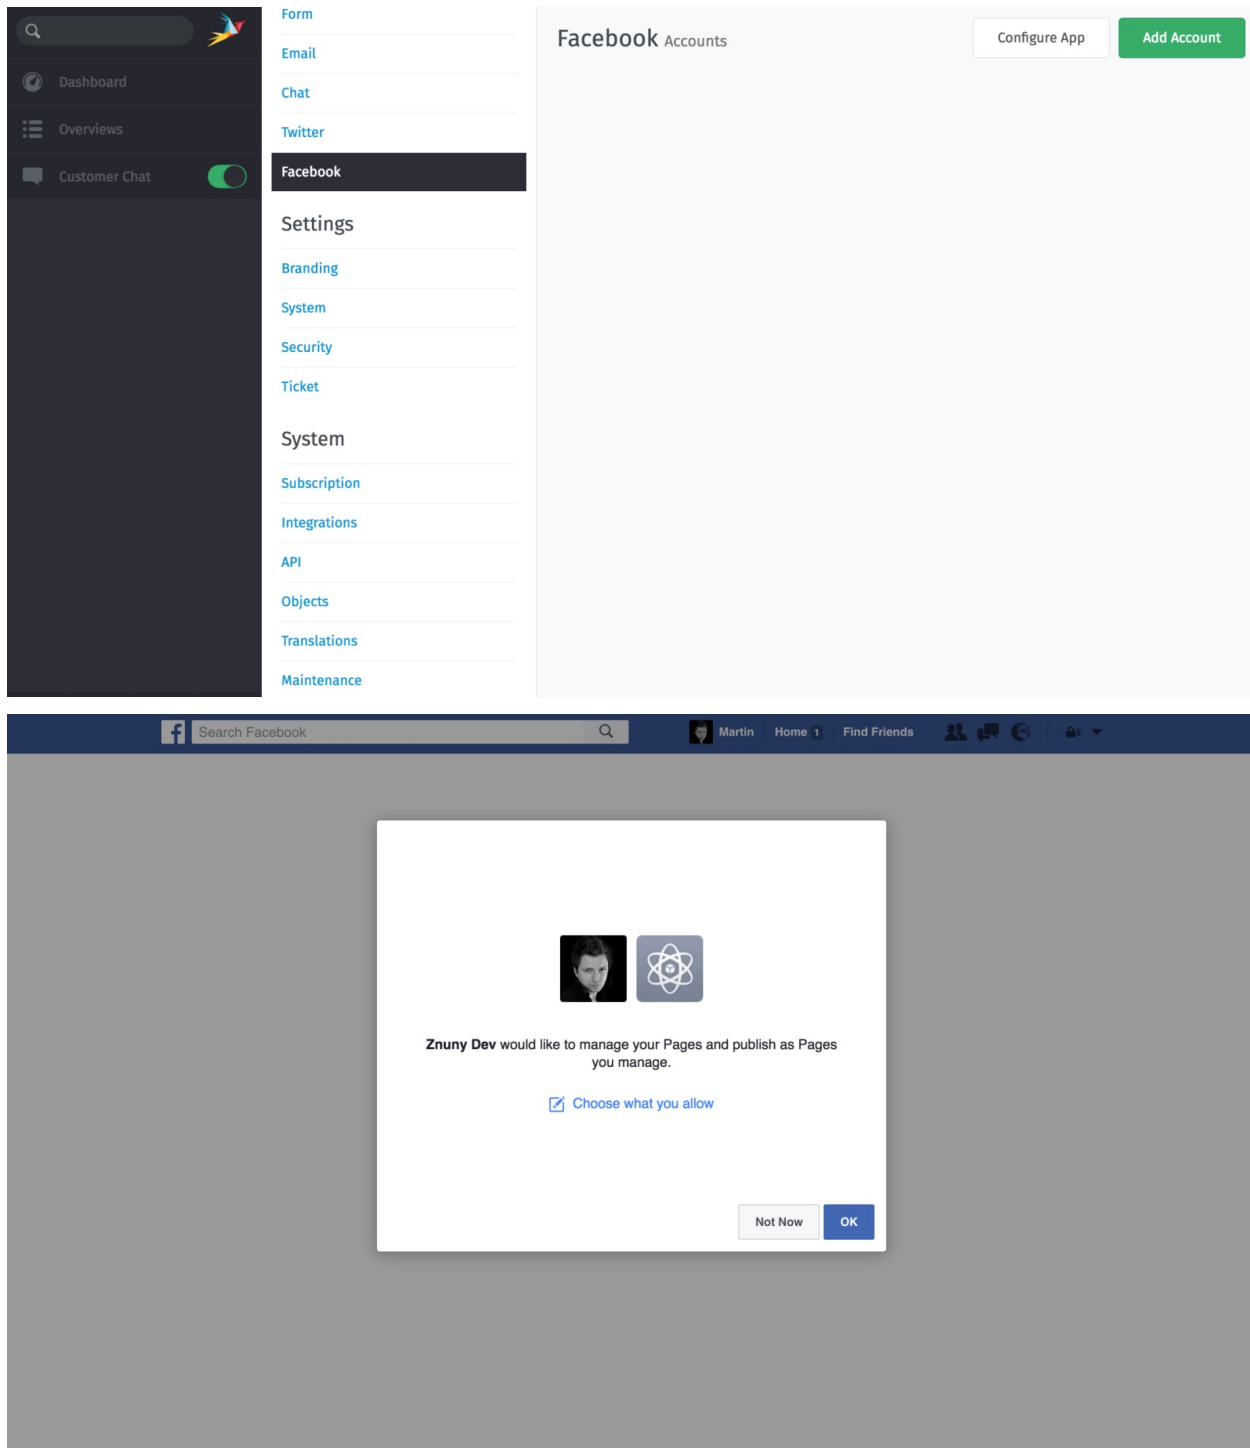 Dashboard
Overviews
Customer Chat
Form
Email
Chat
Twitter
Facebook
Settings
Branding
System
Security
Ticket
System
Subscription
Integrations
API
Objects
Translations
Maintenance
Facebook Accounts
Configure App
Add Account
Search Facebook
Martin
Home 1
Find Friends
Znuny Dev would like to manage your Pages and publish as Pages
you manage.
Choose what you allow
Not Now
OK